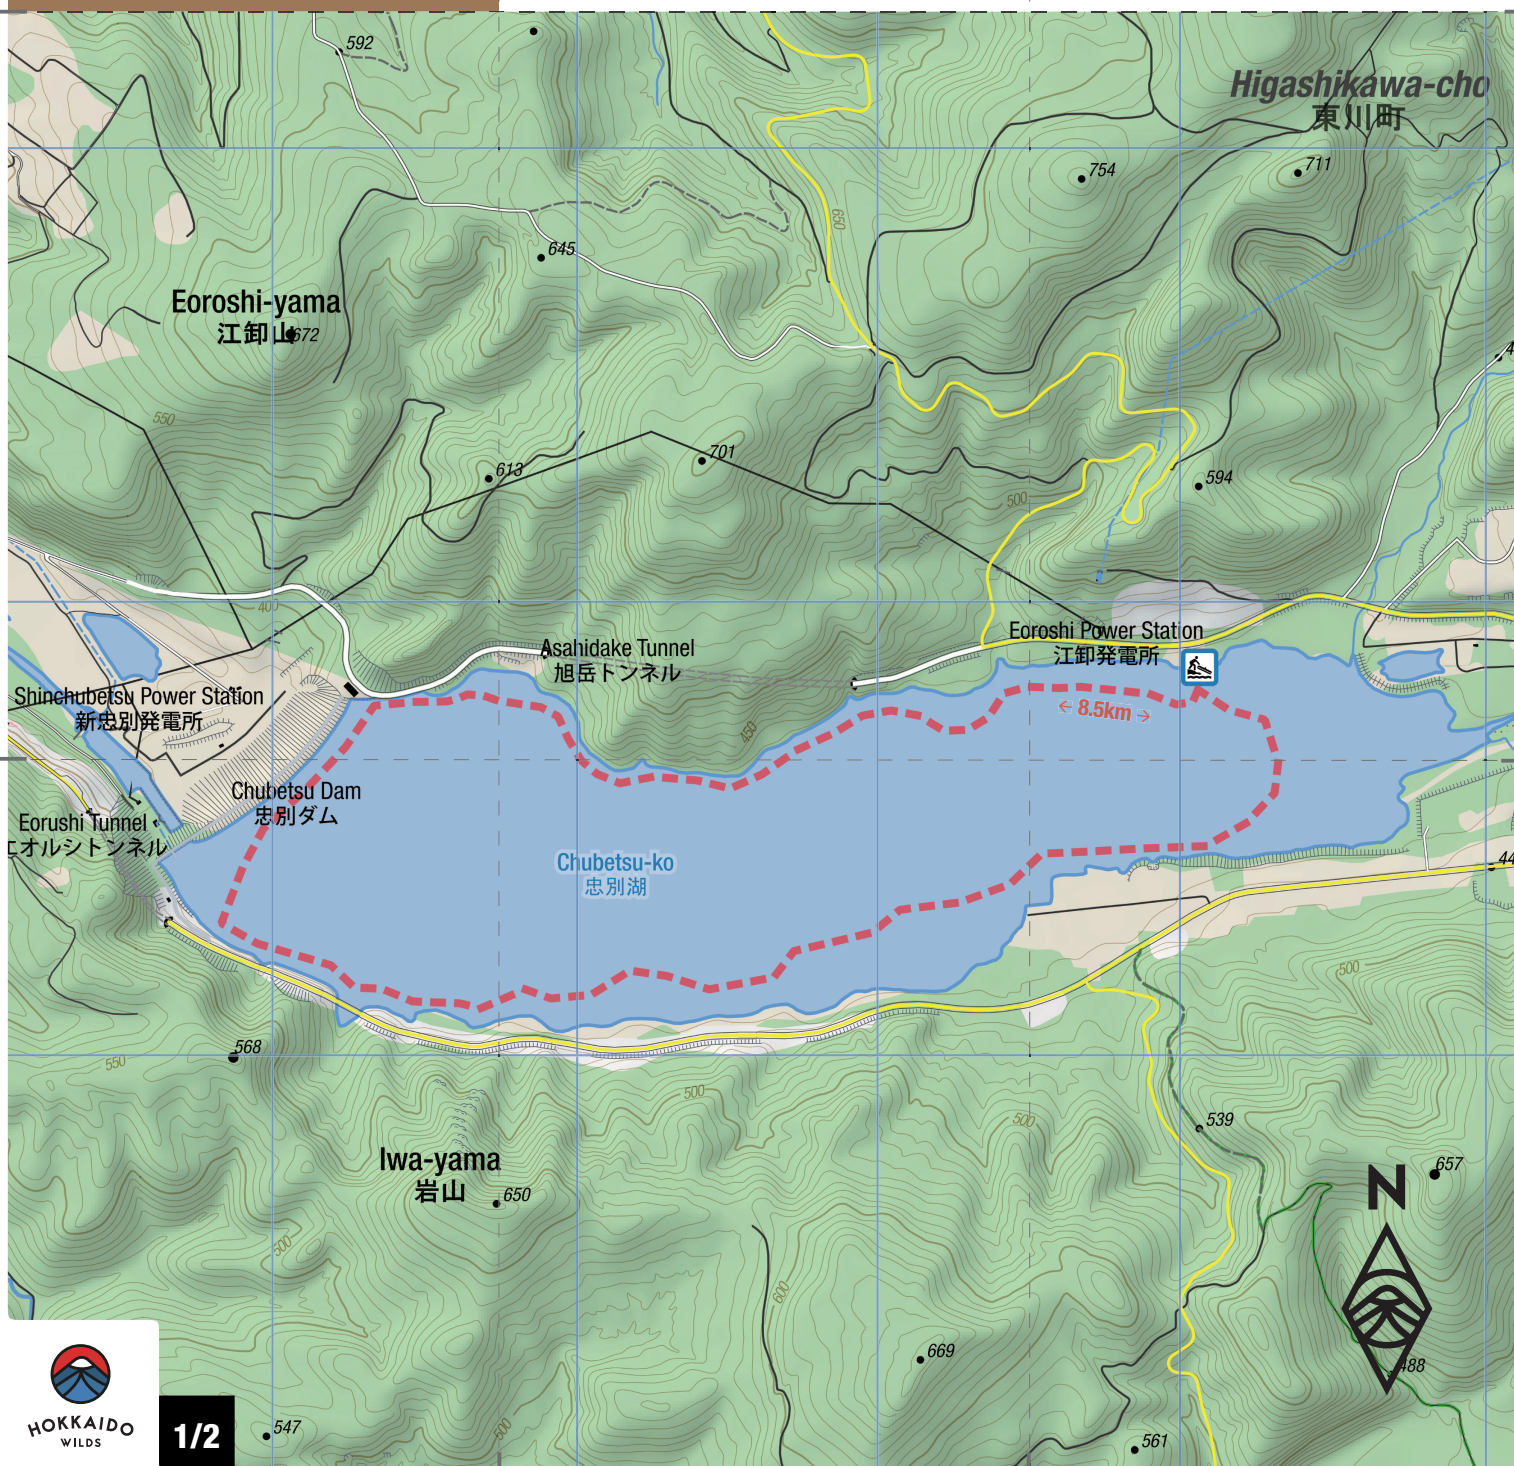 592
Higashikawa-cho
東川町
754
711
650
645
Eoroshi-yama
江卸山
672
550
701
613
594
500
400
Asahidake Tunnel
旭岳トンネル
Eoroshi Power Station
江卸発電所
Shinchubetsu Power Station
新忠別発電所
← 8.5km →
450
Chubetsu Dam
忠別ダム
Eorushi Tunnel
エオルシトンネル
Chubetsu-ko
忠別湖
44
500
568
550
500
500
539
Iwa-yama
岩山
650
657
N
500
600
669
488
HOKKAIDO
WILDS
1/2
547
500
561